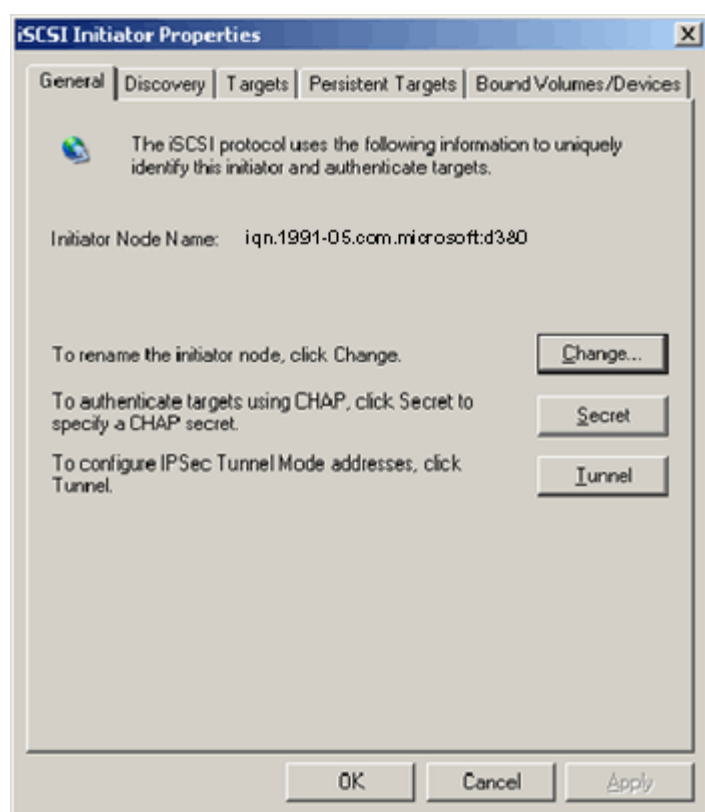 iSCSI Initiator Properties
General Discovery Targets Persistent Targets Bound Volumes/Devices
The iSCSI protocol uses the following information to uniquely
identify this initiator and authenticate targets.
Initiator Node Name: iqn.1991-05.com.microsoft:d380
To rename the initiator node, click Change.
Change...
To authenticate targets using CHAP, click Secret to
specify a CHAP secret.
Secret
To configure IPSec Tunnel Mode addresses, click
Tunnel.
Tunnel
OK Cancel Apply